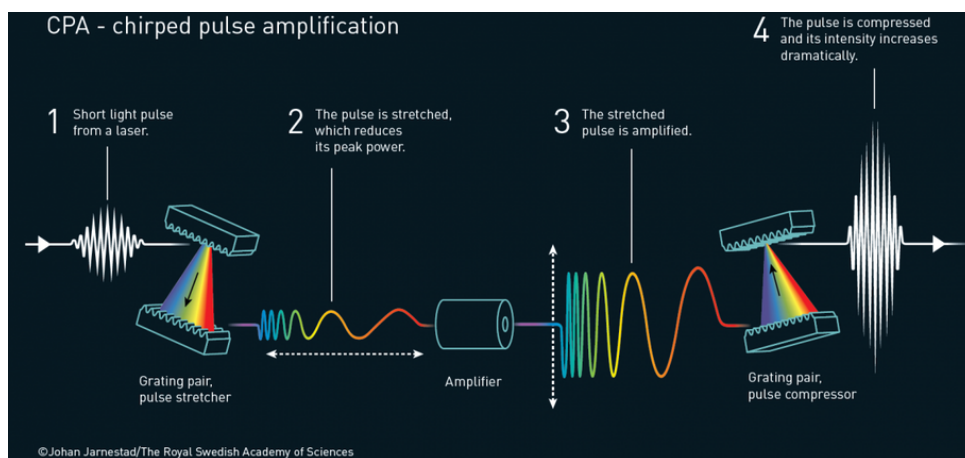 CPA - chirped pulse amplification
1 Short light pulse
from a laser.
2 The pulse is stretched,
which reduces
its peak power.
3 The stretched
pulse is amplified.
4 The pulse is compressed
and its intensity increases
dramatically.
Grating pair,
pulse stretcher
Amplifier
Grating pair,
pulse compressor
©Johan Jarnestad/The Royal Swedish Academy of Sciences